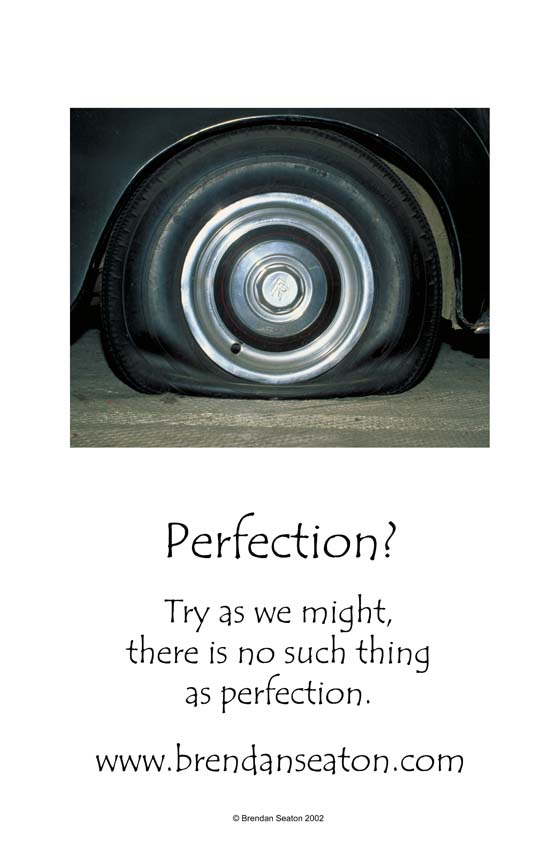 Perfection?
Try as we might,
there is no such thing
as perfection.
www.brendanseaton.com
© Brendan Seaton 2002